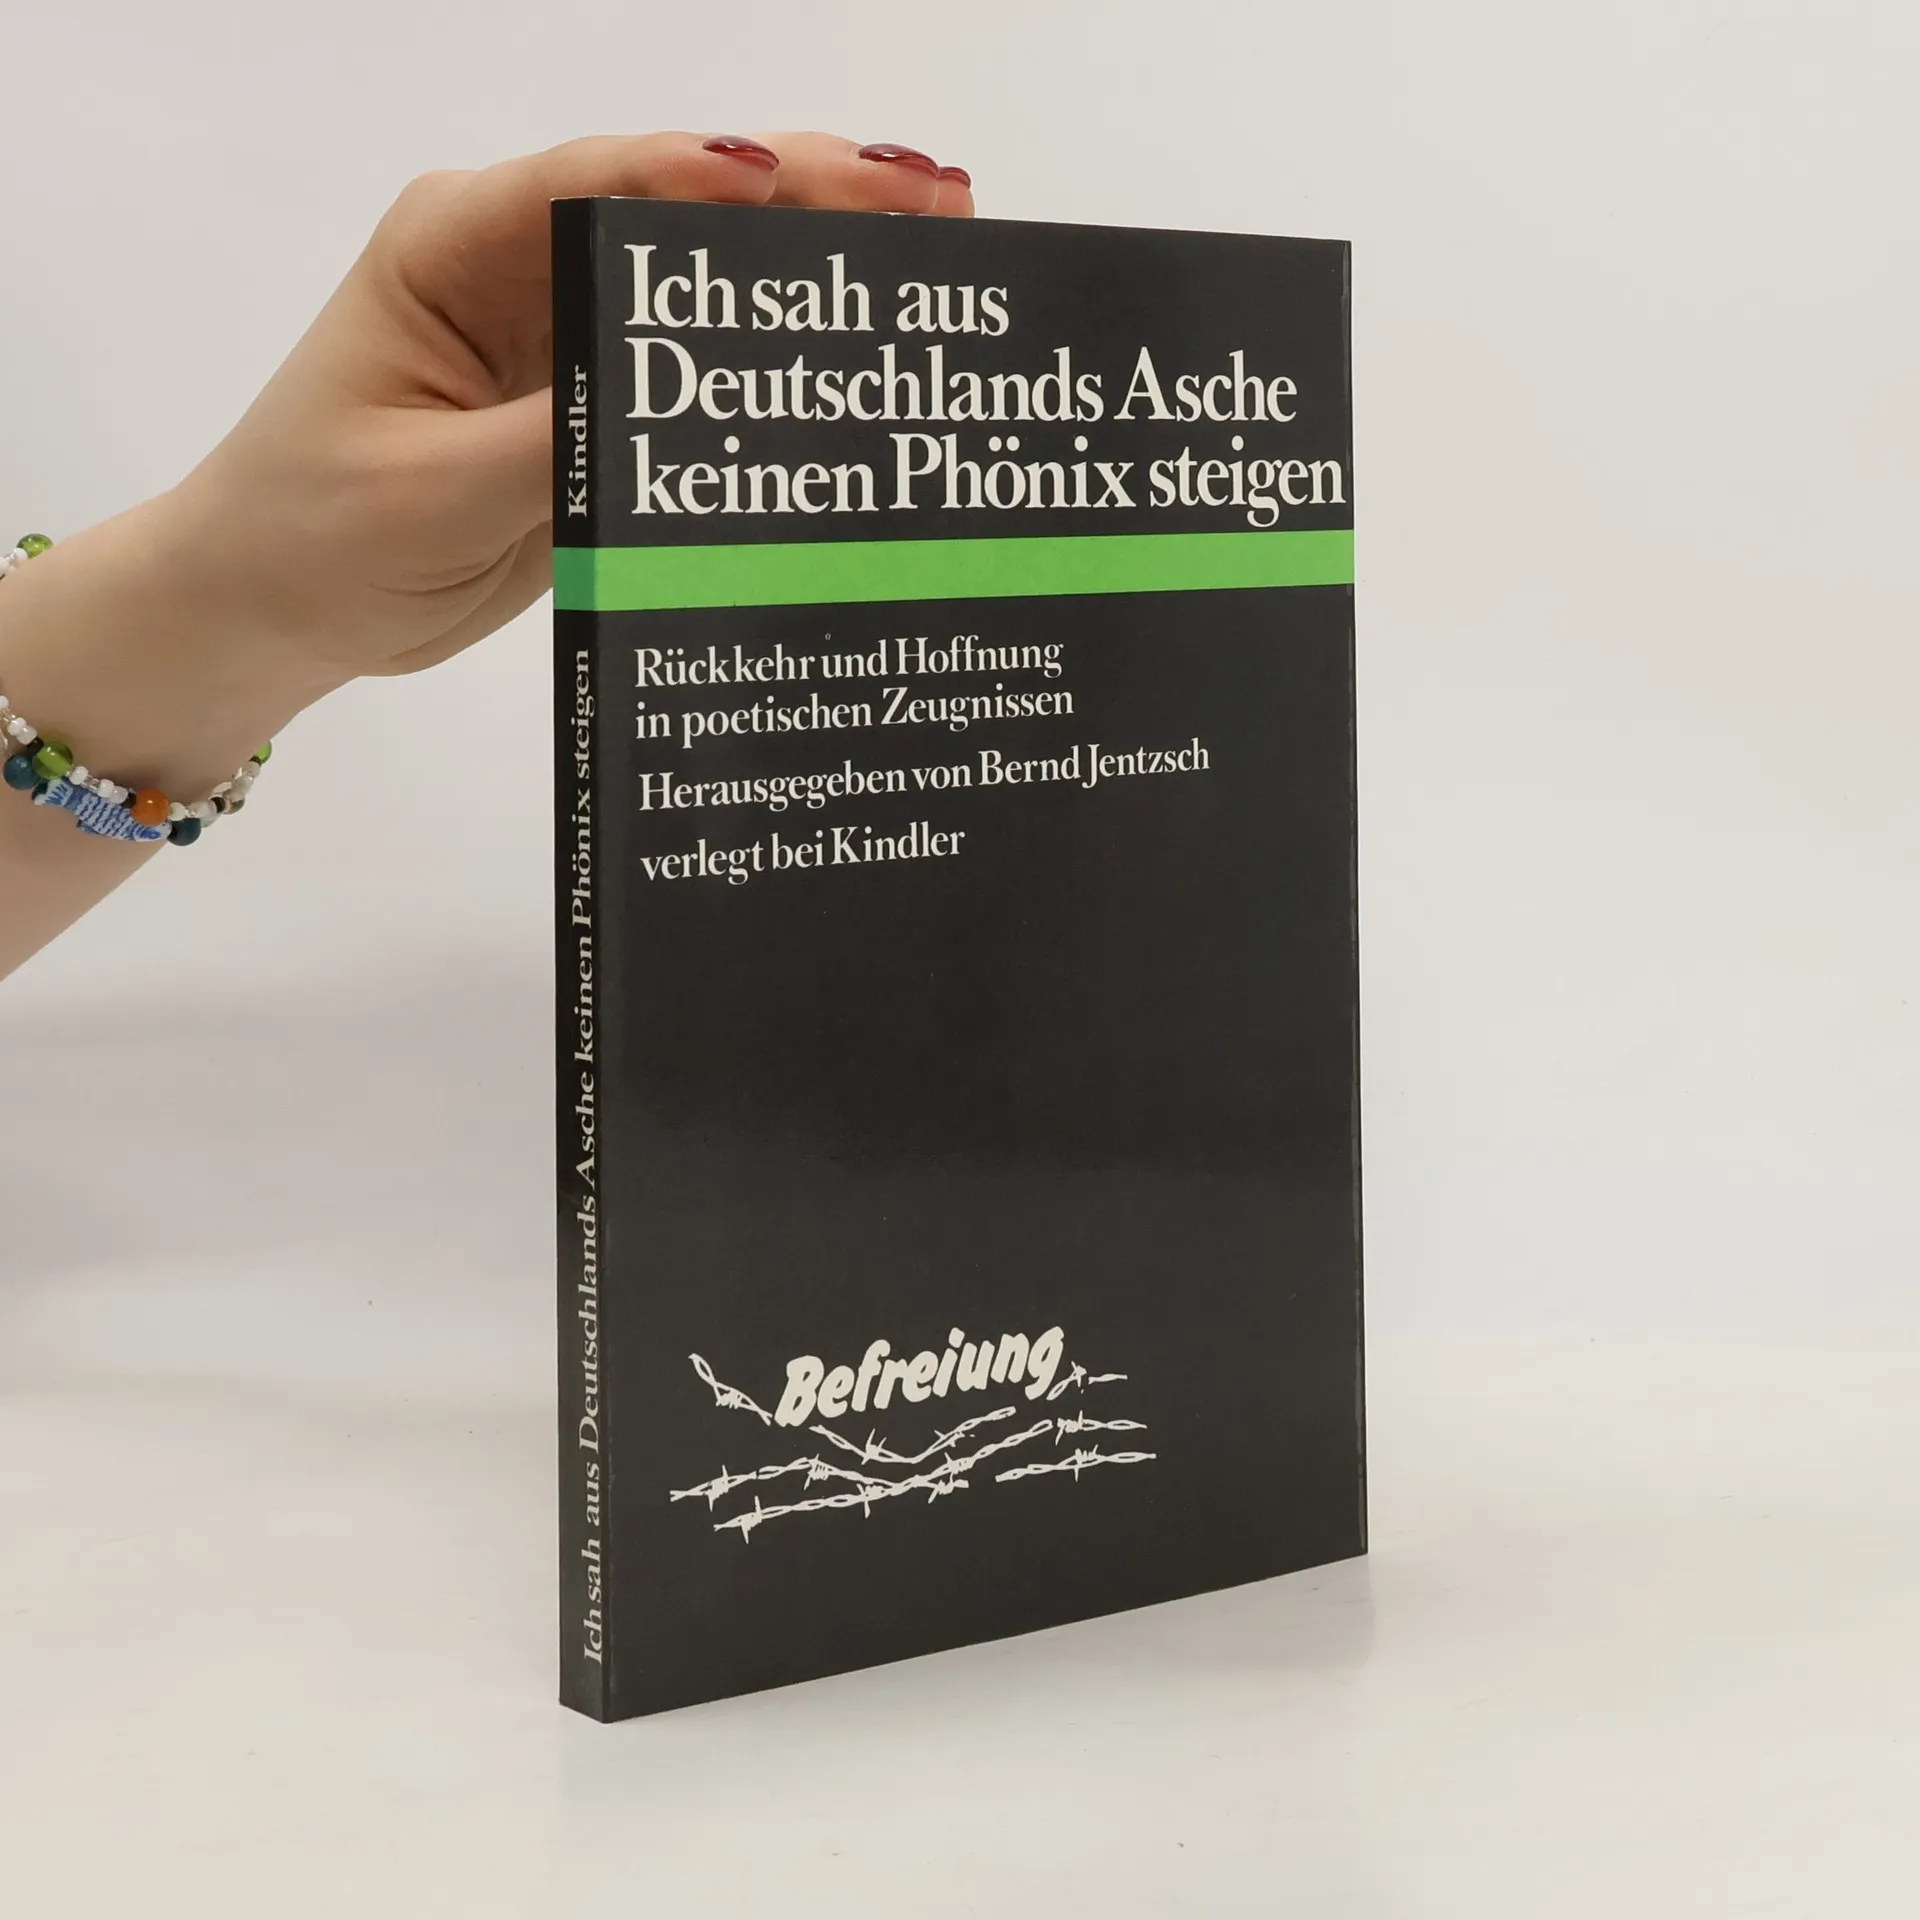 Ich sah aus
Deutschlands Asche
keinen Phönix steigen
Rückkehr und Hoffnung
in poetischen Zeugnissen
Herausgegeben von Bernd Jentzsch
verlegt bei Kindler
Befreiung
Ich sah aus Deutschlands Asche keinen Phönix steigen
Kindler